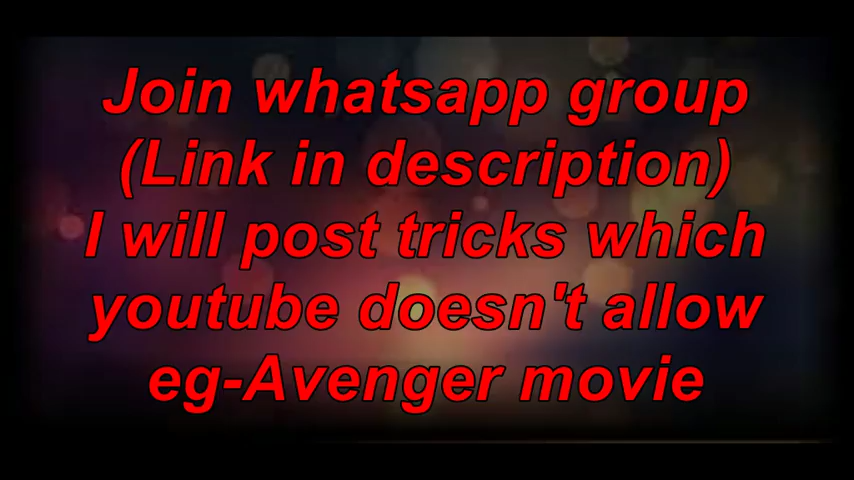 Join whatsapp group
(Link in description)
I will post tricks which
youtube doesn't allow
eg-Avenger movie